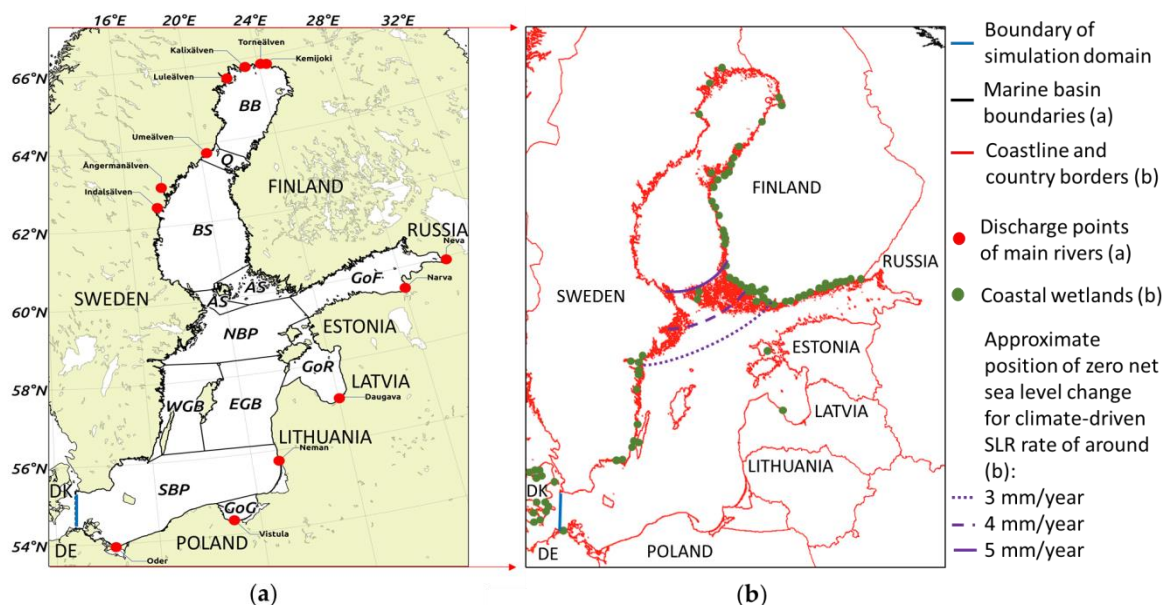 16°E
20°E
24°E
28°E
32°E
66°N
64°N
62°N
60°N
58°N
56°N
54°N
Torneälven
Kalixälven
Kemijoki
Luleälven
BB
Umeälven
Q
Ångermanälven
FINLAND
Indalsälven
BS
RUSSIA
Neva
AS
GoF
AS
Narva
SWEDEN
NBP
ESTONIA
GoR
LATVIA
WGB
EGB
Daugava
LITHUANIA
Neman
DK
SBP
GoG
Vistula
DE
POLAND
Oder
(a)
FINLAND
RUSSIA
SWEDEN
ESTONIA
LATVIA
LITHUANIA
DK
DE
POLAND
(b)
Boundary of
simulation domain
Marine basin
boundaries (a)
Coastline and
country borders (b)
Discharge points
of main rivers (a)
Coastal wetlands (b)
Approximate
position of zero net
sea level change
for climate-driven
SLR rate of around
(b):
3 mm/year
4 mm/year
5 mm/year